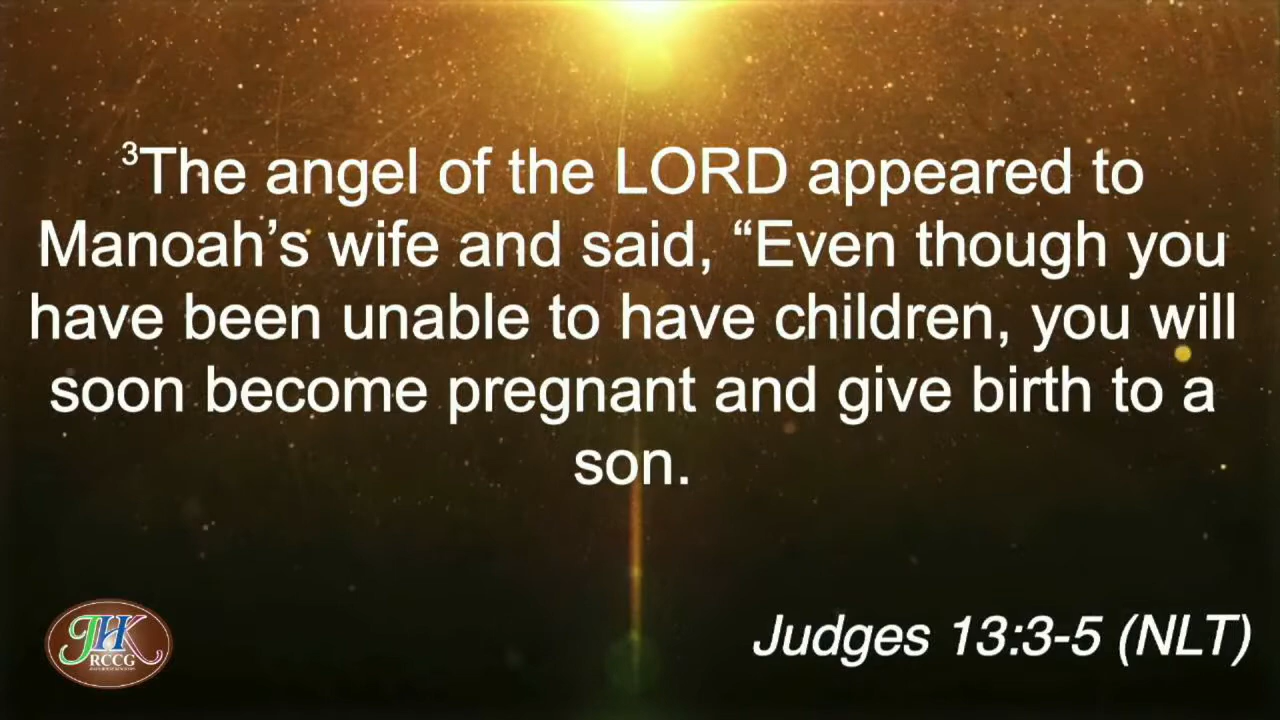 ³The angel of the LORD appeared to
Manoah’s wife and said, “Even though you
have been unable to have children, you will
soon become pregnant and give birth to a
son.
Judges 13:3-5 (NLT)
JHK
RCCG